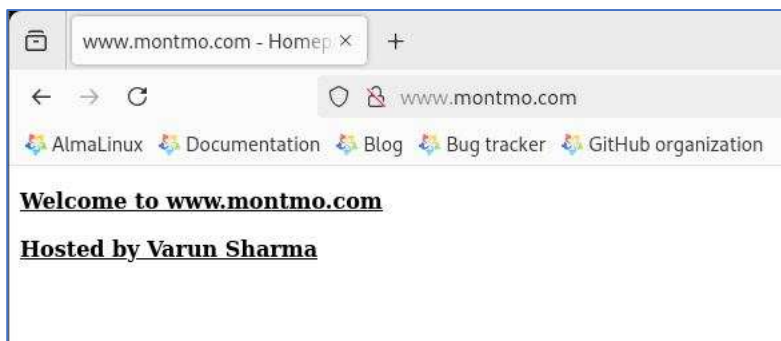 www.montmo.com - Homep
www.montmo.com
AlmaLinux Documentation Blog Bug tracker GitHub organization
Welcome to www.montmo.com
Hosted by Varun Sharma